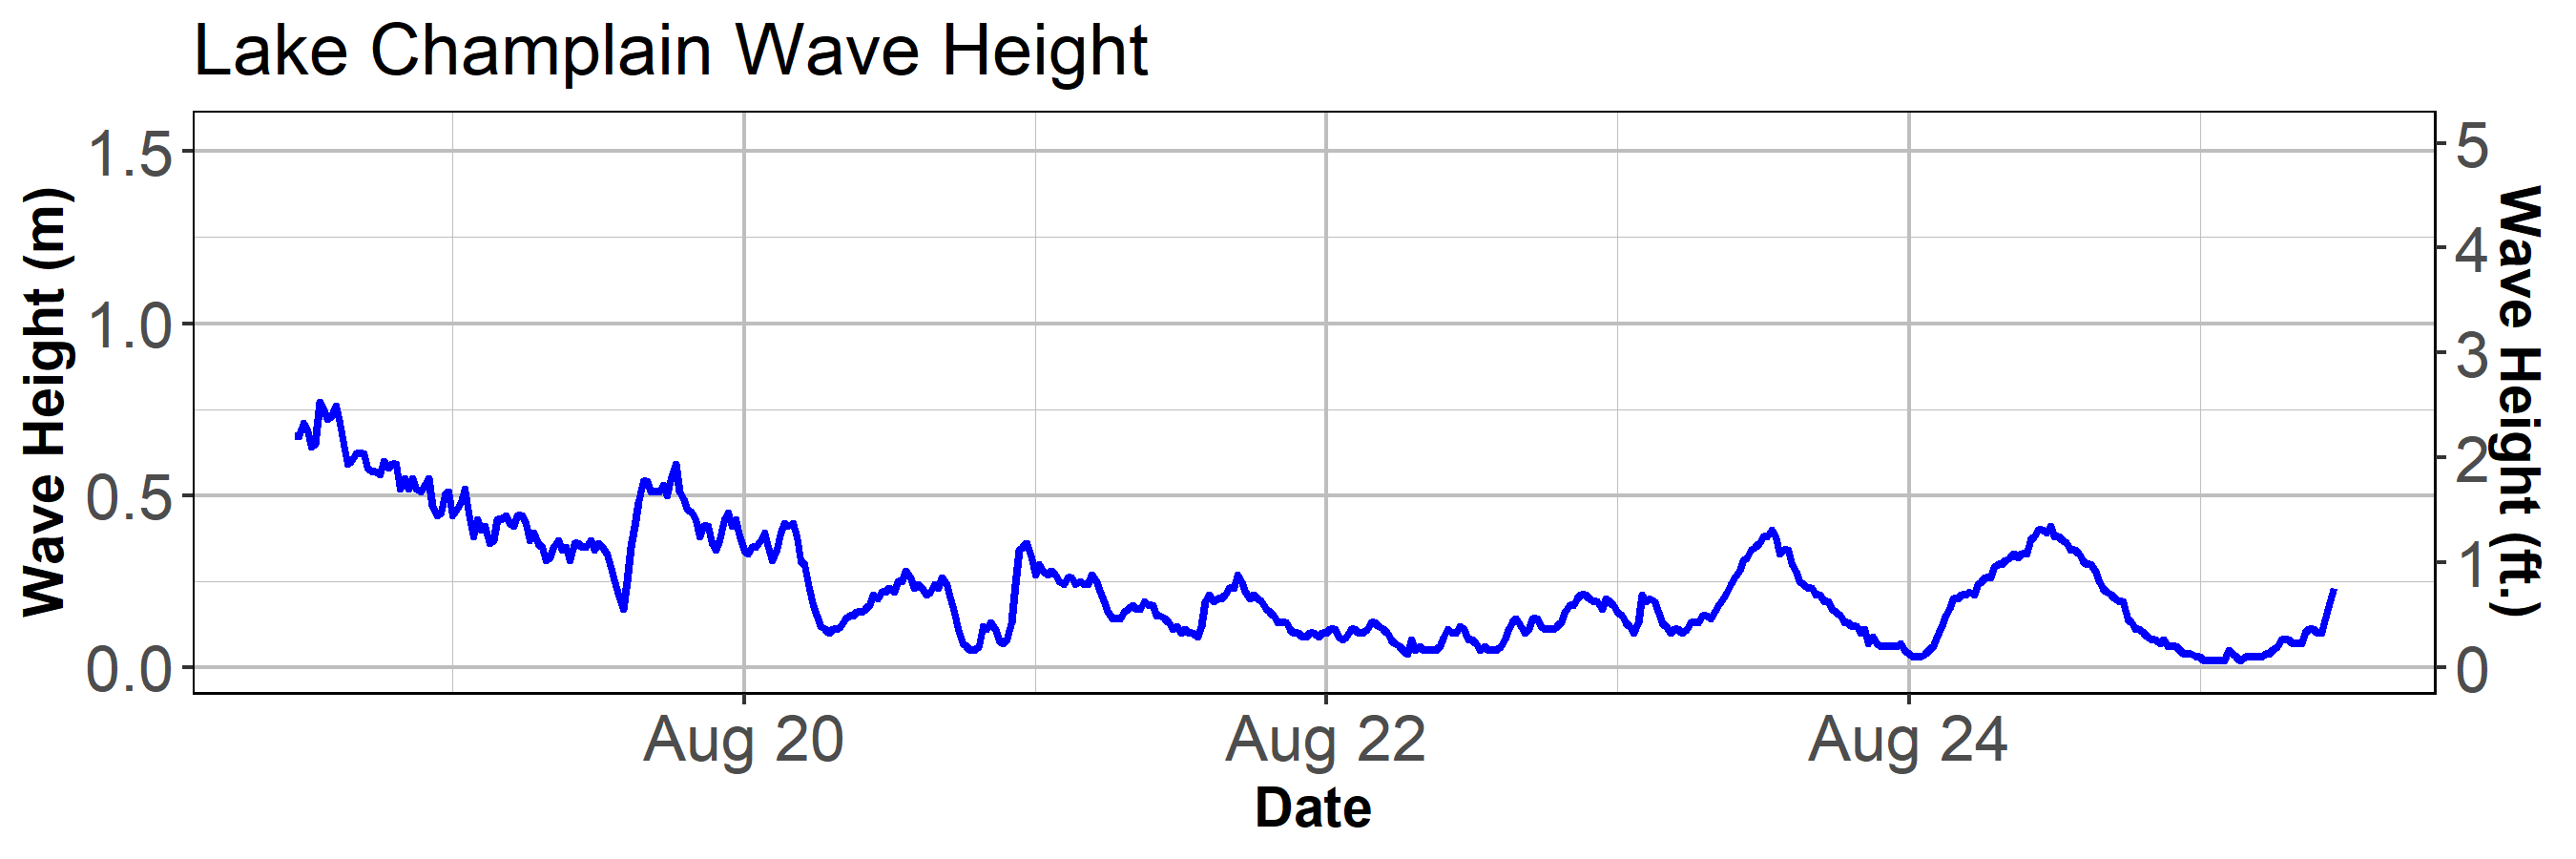 Lake Champlain Wave Height
Wave Height (m)
1.5
1.0
0.5
0.0
5
4
3
2
1
0
Wave Height (ft.)
Aug 20 Aug 22 Aug 24
Date